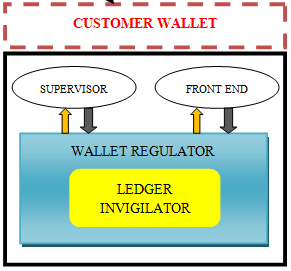 CUSTOMER WALLET
SUPERVISOR
FRONT END
WALLET REGULATOR
LEDGER
INVIGILATOR